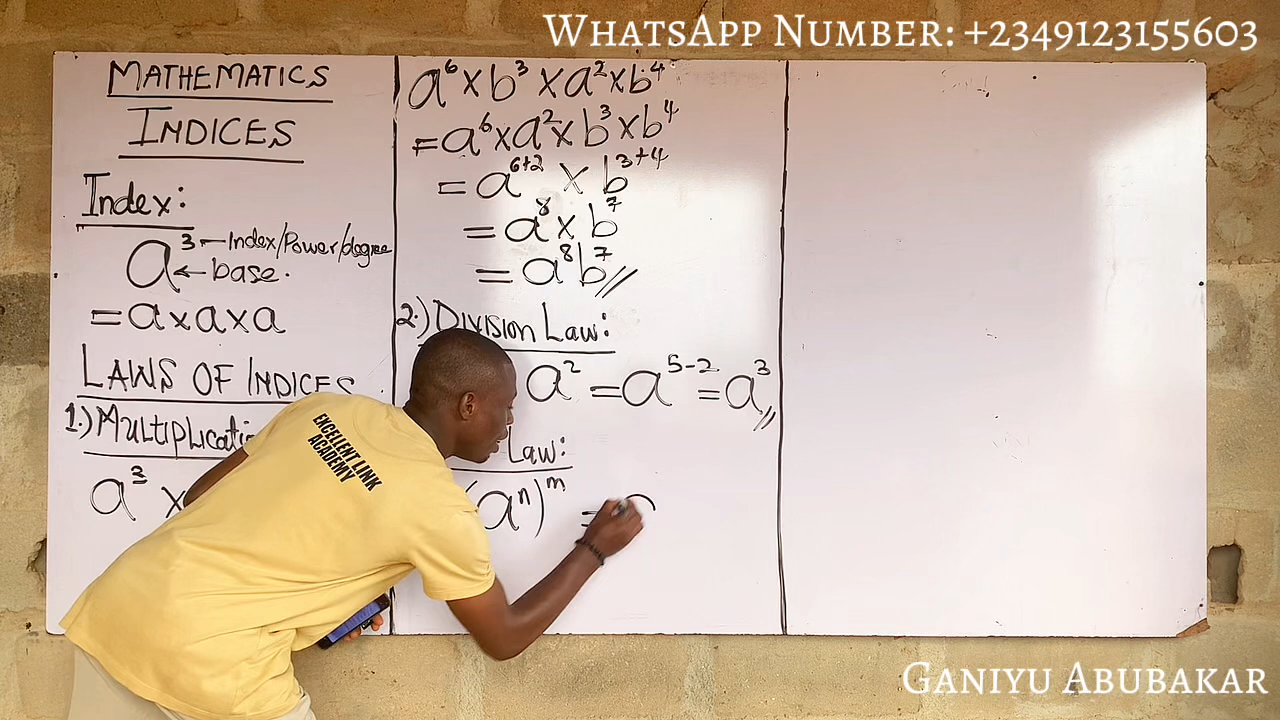 WhatsApp Number: +2349123155603
MATHEMATICS
INDICES
Index:
a³ ← Index/Power/degree
← base.
= a x a x a
LAWS OF INDICES
1.) Multiplicati
a³ x
a⁶ x b³ x a² x b⁴
= a⁶ x a² x b³ x b⁴
= a⁶⁺² x b³⁺⁴
= a⁸ x b⁷
= a⁸b⁷//
2.) Division Law:
a² = a⁵⁻² = a³//
Law:
(aⁿ)ᵐ =
EXCELLENT LINK
ACADEMY
Ganiyu Abubakar